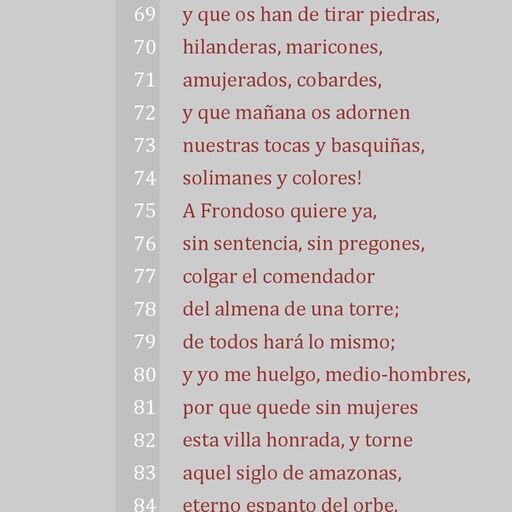 69 y que os han de tirar piedras,
70 hilanderas, maricones,
71 amujerados, cobardes,
72 y que mañana os adornen
73 nuestras tocas y basquiñas,
74 solimanes y colores!
75 A Frondoso quiere ya,
76 sin sentencia, sin pregones,
77 colgar el comendador
78 del almena de una torre;
79 de todos hará lo mismo;
80 y yo me huelgo, medio-hombres,
81 por que quede sin mujeres
82 esta villa honrada, y torne
83 aquel siglo de amazonas,
84 eterno espanto del orbe.